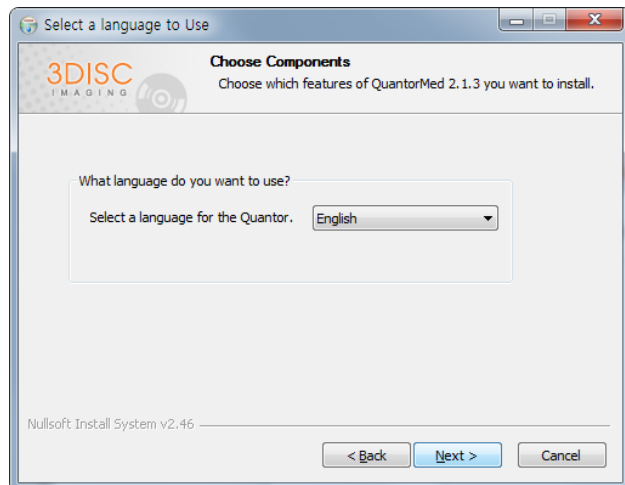 Select a language to Use
3DISC
IMAGING
Choose Components
Choose which features of QuantorMed 2.1.3 you want to install.
What language do you want to use?
Select a language for the Quantor.
English
Nullsoft Install System v2.46
< Back
Next >
Cancel